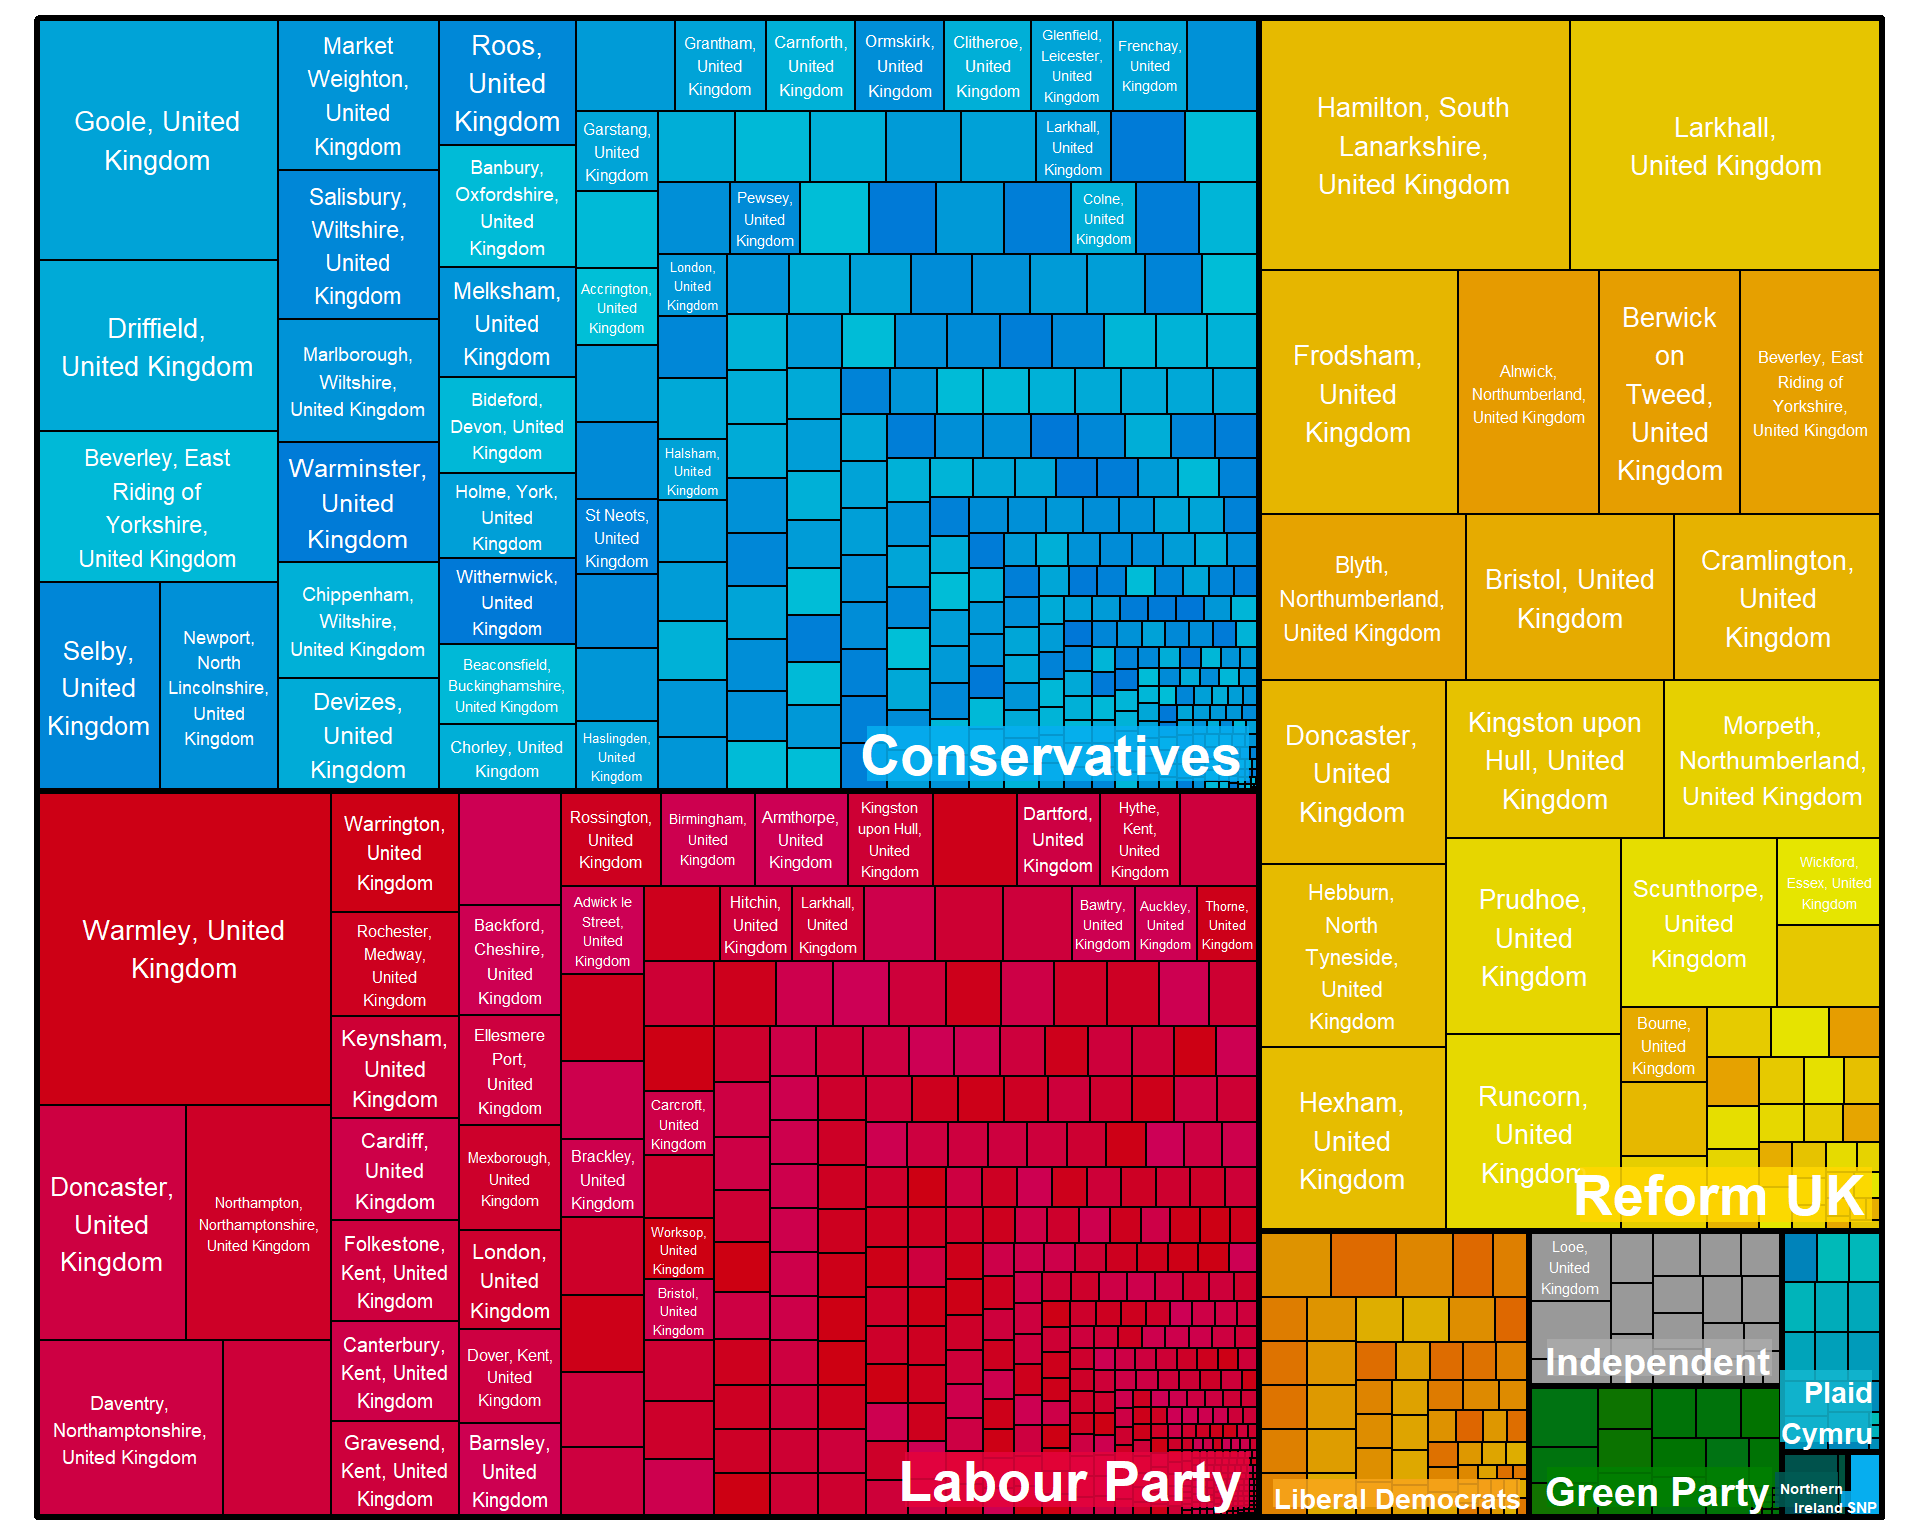 Goole, United
Kingdom
Driffield,
United Kingdom
Beverley, East
Riding of
Yorkshire,
United Kingdom
Selby,
United
Kingdom
Newport,
North
Lincolnshire,
United
Kingdom
Market
Weighton,
United
Kingdom
Salisbury,
Wiltshire,
United
Kingdom
Marlborough,
Wiltshire,
United Kingdom
Warminster,
United
Kingdom
Chippenham,
Wiltshire,
United Kingdom
Devizes,
United
Kingdom
Roos,
United
Kingdom
Banbury,
Oxfordshire,
United
Kingdom
Melksham,
United
Kingdom
Bideford,
Devon, United
Kingdom
Holme, York,
United
Kingdom
Withernwick,
United
Kingdom
Beaconsfield,
Buckinghamshire,
United Kingdom
Chorley, United
Kingdom
Grantham,
United
Kingdom
Carnforth,
United
Kingdom
Ormskirk,
United
Kingdom
Clitheroe,
United
Kingdom
Glenfield,
Leicester,
United
Kingdom
Frenchay,
United
Kingdom
Garstang,
United
Kingdom
Larkhall,
United
Kingdom
Pewsey,
United
Kingdom
Colne,
United
Kingdom
Accrington,
United
Kingdom
London,
United
Kingdom
Halsham,
United
Kingdom
St Neots,
United
Kingdom
Haslingden,
United
Kingdom
Conservatives
Warmley, United
Kingdom
Doncaster,
United
Kingdom
Northampton,
Northamptonshire,
United Kingdom
Daventry,
Northamptonshire,
United Kingdom
Warrington,
United
Kingdom
Rochester,
Medway,
United
Kingdom
Keynsham,
United
Kingdom
Cardiff,
United
Kingdom
Folkestone,
Kent, United
Kingdom
Canterbury,
Kent, United
Kingdom
Gravesend,
Kent, United
Kingdom
Backford,
Cheshire,
United
Kingdom
Ellesmere
Port,
United
Kingdom
Mexborough,
United
Kingdom
London,
United
Kingdom
Dover, Kent,
United
Kingdom
Barnsley,
United
Kingdom
Rossington,
United
Kingdom
Birmingham,
United
Kingdom
Armthorpe,
United
Kingdom
Kingston
upon Hull,
United
Kingdom
Dartford,
United
Kingdom
Hythe,
Kent,
United
Kingdom
Adwick le
Street,
United
Kingdom
Hitchin,
United
Kingdom
Larkhall,
United
Kingdom
Bawtry,
United
Kingdom
Auckley,
United
Kingdom
Thorne,
United
Kingdom
Carcroft,
United
Kingdom
Brackley,
United
Kingdom
Worksop,
United
Kingdom
Bristol,
United
Kingdom
Labour Party
Hamilton, South
Lanarkshire,
United Kingdom
Larkhall,
United Kingdom
Frodsham,
United
Kingdom
Alnwick,
Northumberland,
United Kingdom
Berwick
on
Tweed,
United
Kingdom
Beverley, East
Riding of
Yorkshire,
United Kingdom
Blyth,
Northumberland,
United Kingdom
Bristol, United
Kingdom
Cramlington,
United
Kingdom
Doncaster,
United
Kingdom
Kingston upon
Hull, United
Kingdom
Morpeth,
Northumberland,
United Kingdom
Hebburn,
North
Tyneside,
United
Kingdom
Prudhoe,
United
Kingdom
Scunthorpe,
United
Kingdom
Wickford,
Essex, United
Kingdom
Bourne,
United
Kingdom
Hexham,
United
Kingdom
Runcorn,
United
Kingdom
Reform UK
Liberal Democrats
Looe,
United
Kingdom
Independent
Green Party
Plaid
Cymru
Northern
Ireland
SNP